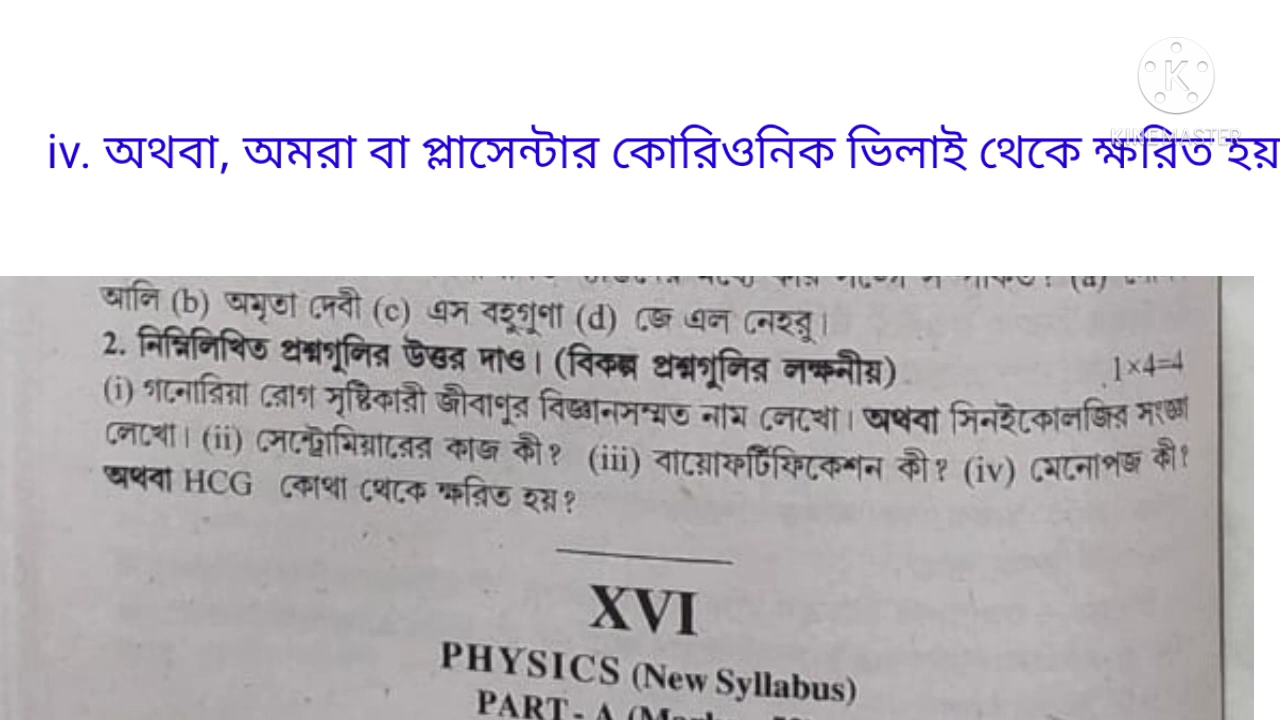 K
KINEMASTER
iv. অথবা, অমরা বা প্লাসেন্টার কোরিওনিক ভিলাই থেকে ক্ষরিত হয়
আলি (b) অমৃতা দেবী (c) এস বহুগুণা (d) জে এল নেহরু।
2. নিম্নিলিখিত প্রশ্নগুলির উত্তর দাও। (বিকল্প প্রশ্নগুলির লক্ষনীয়) 1×4=4
(i) গনোরিয়া রোগ সৃষ্টিকারী জীবাণুর বিজ্ঞানসম্মত নাম লেখো। অথবা সিনইকোলজির সংজ্ঞা
লেখো। (ii) সেন্ট্রোমিয়ারের কাজ কী? (iii) বায়োফর্টিফিকেশন কী? (iv) মেনোপজ কী?
অথবা HCG কোথা থেকে ক্ষরিত হয়?
XVI
PHYSICS (New Syllabus)
PART - A